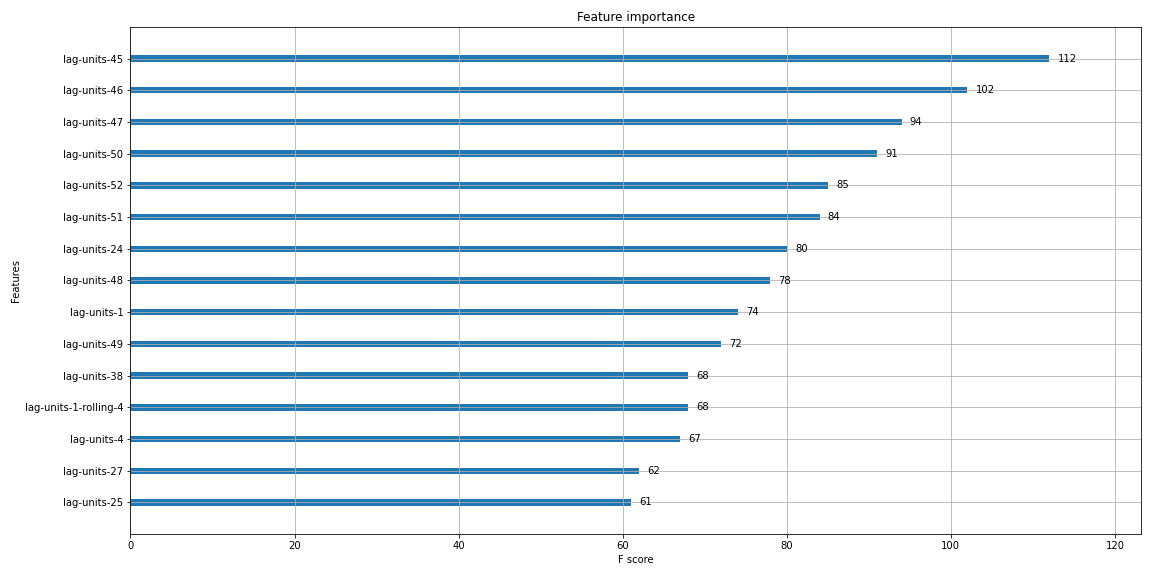 Feature importance
Features
lag-units-45 112
lag-units-46 102
lag-units-47 94
lag-units-50 91
lag-units-52 85
lag-units-51 84
lag-units-24 80
lag-units-48 78
lag-units-1 74
lag-units-49 72
lag-units-38 68
lag-units-1-rolling-4 68
lag-units-4 67
lag-units-27 62
lag-units-25 61
0 20 40 60 80 100 120
F score